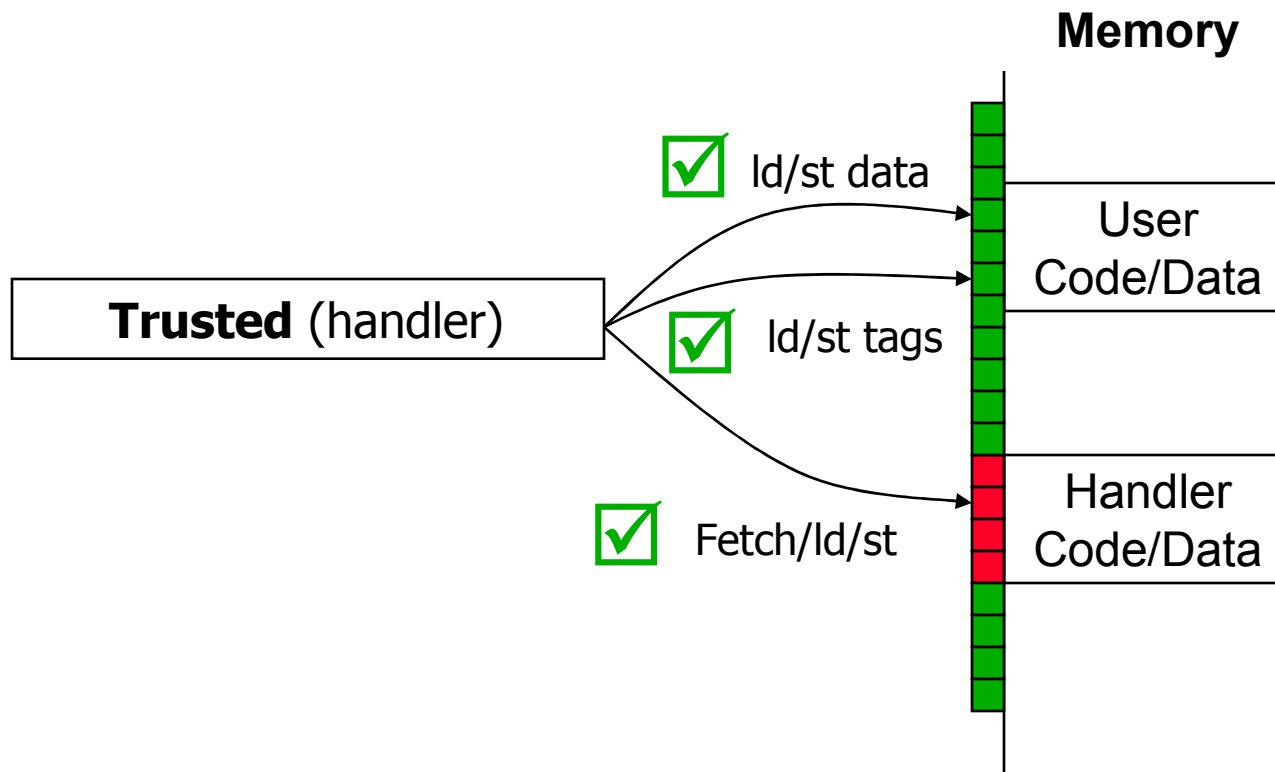 Memory
ld/st data
User
Code/Data
Trusted (handler)
ld/st tags
Handler
Code/Data
Fetch/ld/st